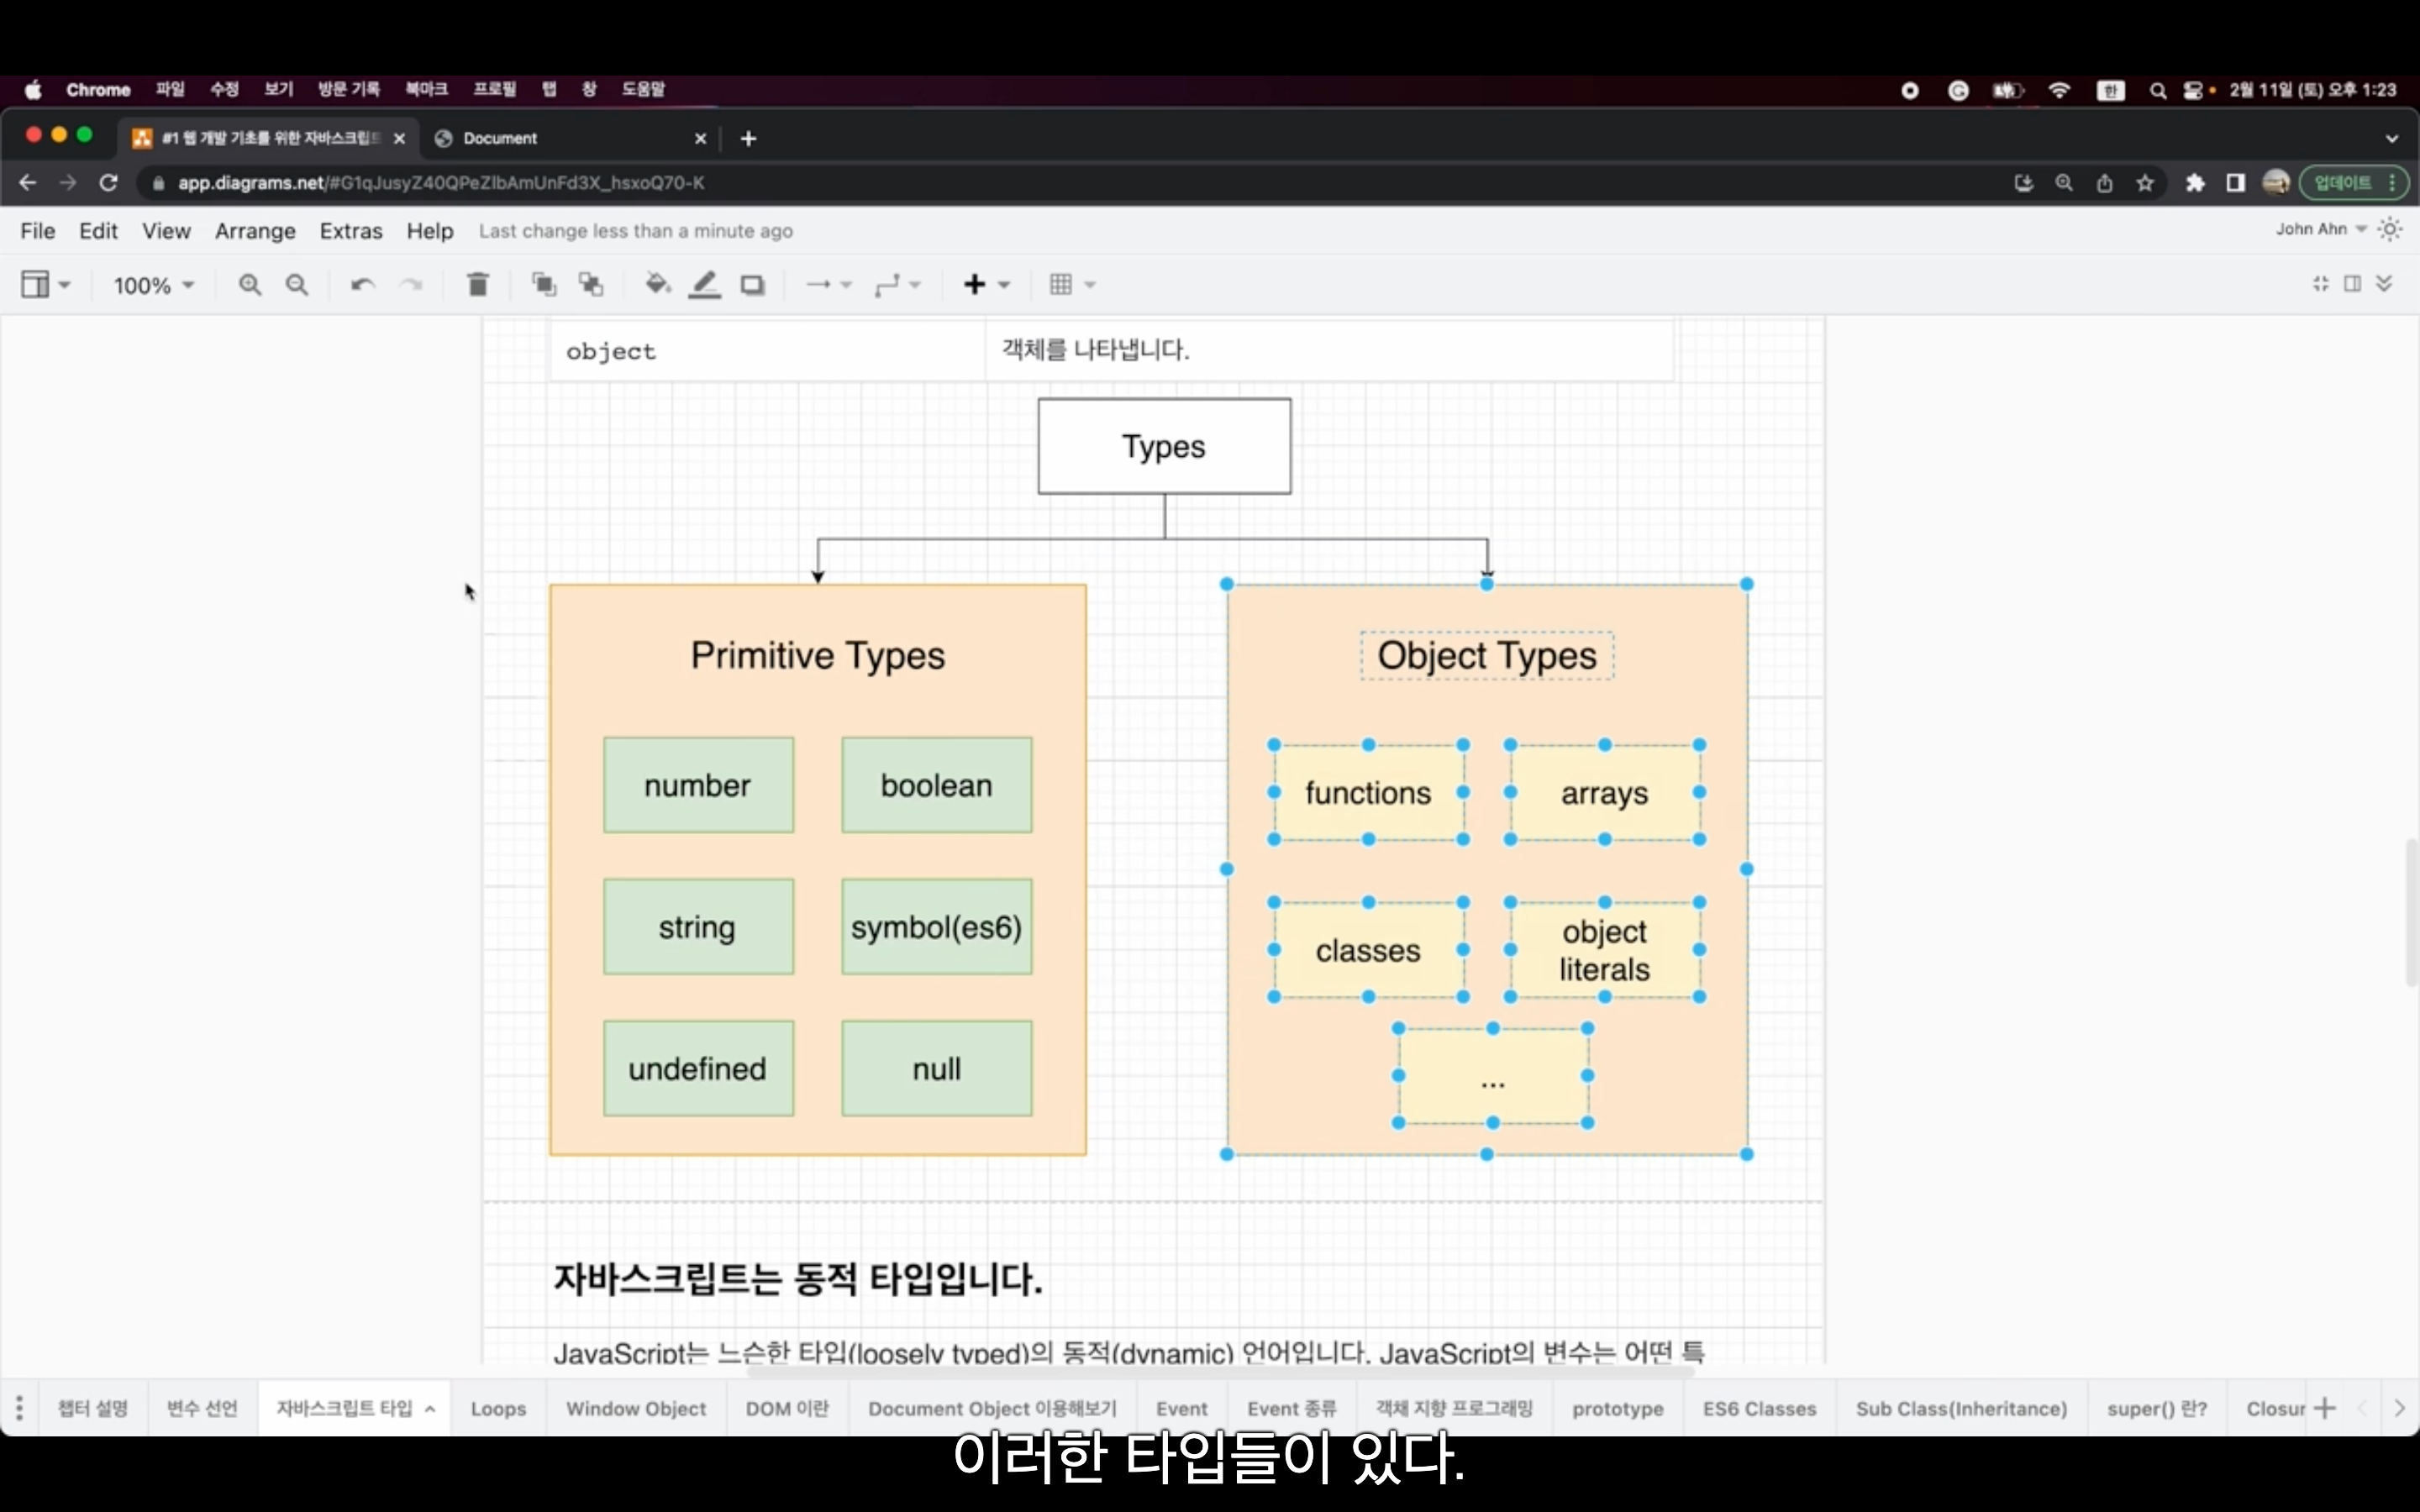 Chrome 파일 수정 보기 방문 기록 북마크 프로필 탭 창 도움말 한 2월 11일 (토) 오후 1:23
#1 웹 개발 기초를 위한 자바스크립트 Document
app.diagrams.net/#G1qJusyZ40QPeZlbAmUnFd3X_hsxoQ70-K 업데이트
File Edit View Arrange Extras Help Last change less than a minute ago John Ahn
100%
object 객체를 나타냅니다.
Types
Primitive Types
number boolean
string symbol(es6)
undefined null
Object Types
functions arrays
classes object
literals
...
자바스크립트는 동적 타입입니다.
JavaScript는 느슨한 타입(loosely typed)의 동적(dynamic) 언어입니다. JavaScript의 변수는 어떤 특
챕터 설명 변수 선언 자바스크립트 타입 Loops Window Object DOM 이란 Document Object 이용해보기 Event Event 종류 객체 지향 프로그래밍 prototype ES6 Classes Sub Class(Inheritance) super() 란? Closur
이러한 타입들이 있다.